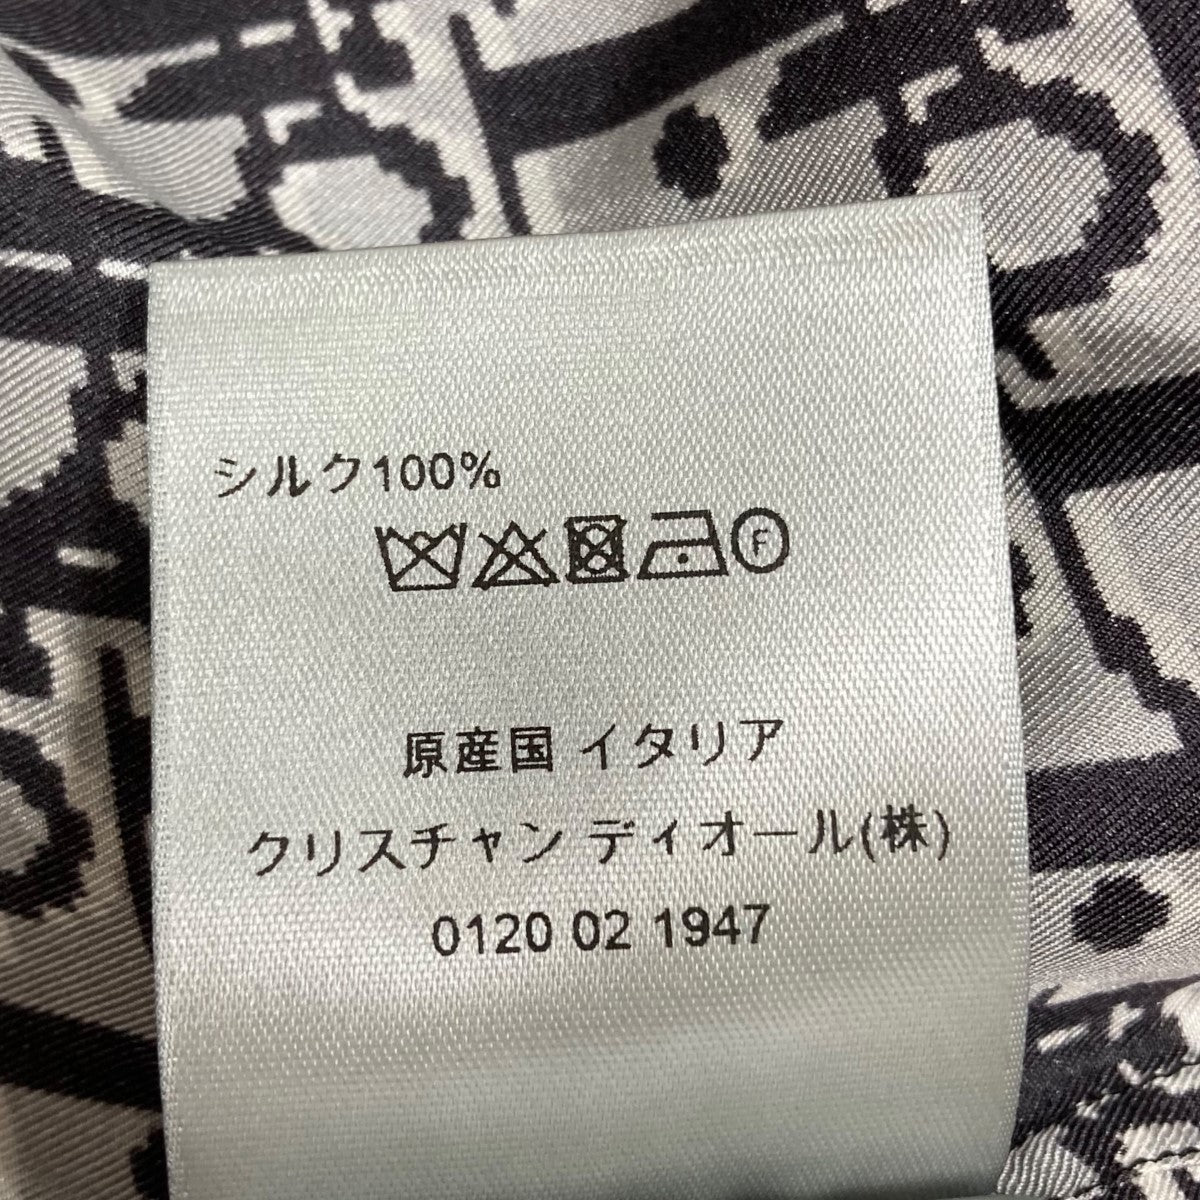 シルク100%
F
原産国 イタリア
クリスチャン ディオール(株)
0120 02 1947